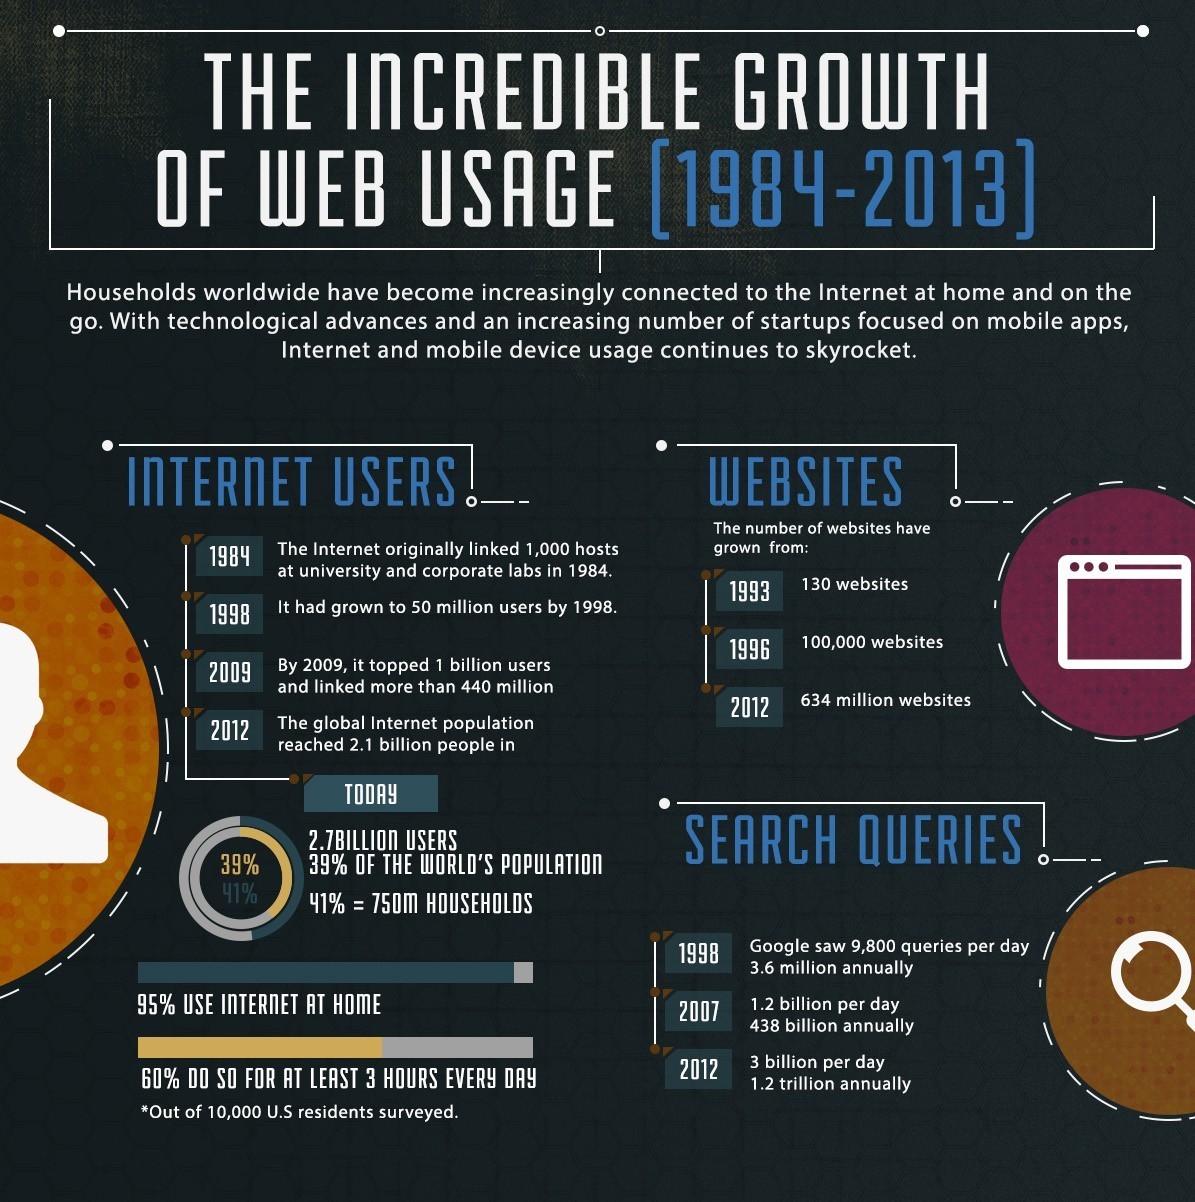 THE INCREDIBLE GROWTH
OF WEB USAGE (1984-2013)
Households worldwide have become increasingly connected to the Internet at home and on the
go. With technological advances and an increasing number of startups focused on mobile apps,
Internet and mobile device usage continues to skyrocket.
INTERNET USERS
1984
The Internet originally linked 1,000 hosts
at university and corporate labs in 1984.
1998
It had grown to 50 million users by 1998.
2009
By 2009, it topped 1 billion users
and linked more than 440 million
2012
The global Internet population
reached 2.1 billion people in
TODAY
39%
41%
2.7BILLION USERS
39% OF THE WORLD'S POPULATION
41% = 750M HOUSEHOLDS
95% USE INTERNET AT HOME
60% DO SO FOR AT LEAST 3 HOURS EVERY DAY
*Out of 10,000 U.S residents surveyed.
WEBSITES
The number of websites have
grown from:
1993
130 websites
1996
100,000 websites
2012
634 million websites
SEARCH QUERIES
1998
Google saw 9,800 queries per day
3.6 million annually
2007
1.2 billion per day
438 billion annually
2012
3 billion per day
1.2 trillion annually